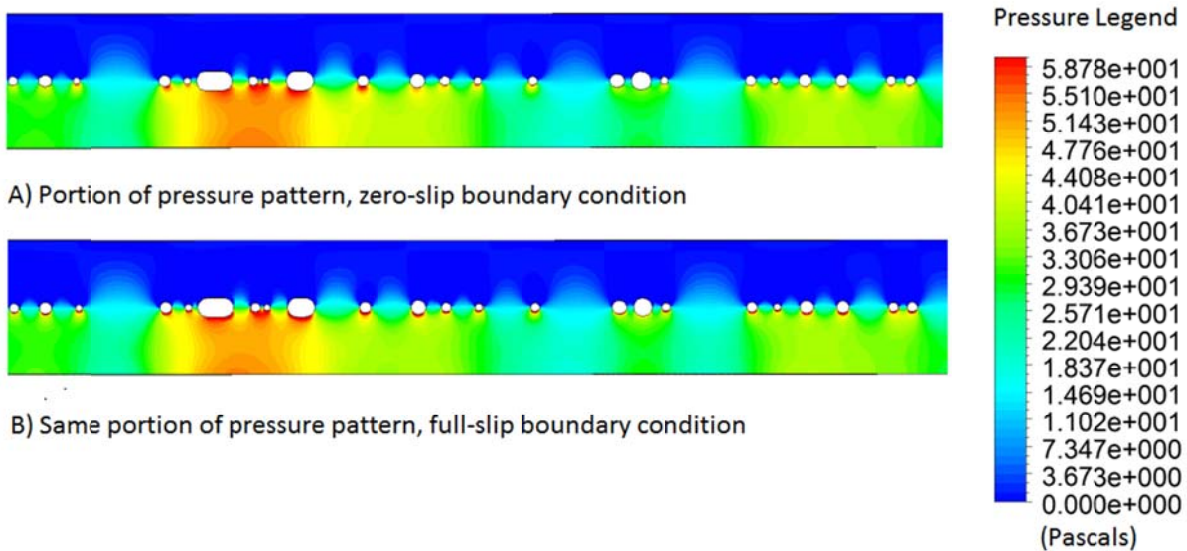 Pressure Legend
5.878e+001
5.510e+001
5.143e+001
4.776e+001
4.408e+001
4.041e+001
3.673e+001
3.306e+001
2.939e+001
2.571e+001
2.204e+001
1.837e+001
1.469e+001
1.102e+001
7.347e+000
3.673e+000
0.000e+000
(Pascals)
A) Portion of pressure pattern, zero-slip boundary condition
B) Same portion of pressure pattern, full-slip boundary condition